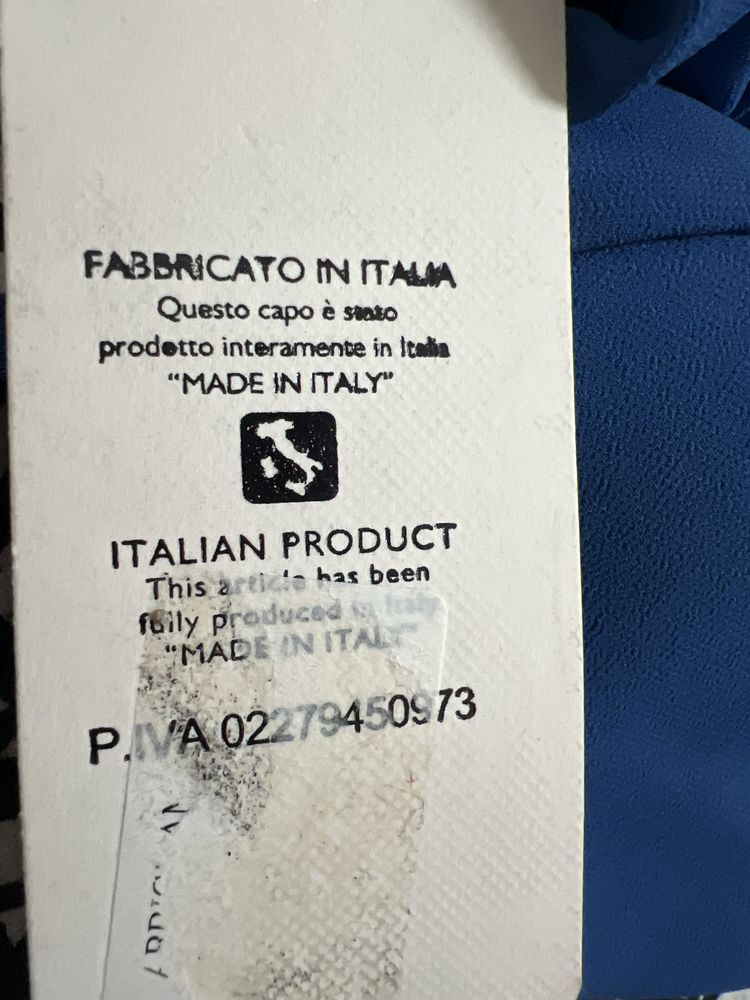 FABBRICATO IN ITALIA
Questo capo è stato
prodotto interamente in Italia
“MADE IN ITALY”
ITALIAN PRODUCT
This article has been
fully produced in Italy
“MADE IN ITALY”
P.IVA 02279450973